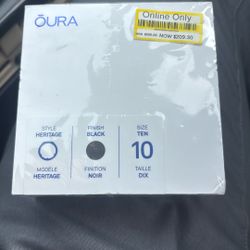 ŌURA
Online Only
NOW $209.30
STYLE
HERITAGE
MODÈLE
HERITAGE
FINISH
BLACK
FINITION
NOIR
SIZE
TEN
10
TAILLE
DIX